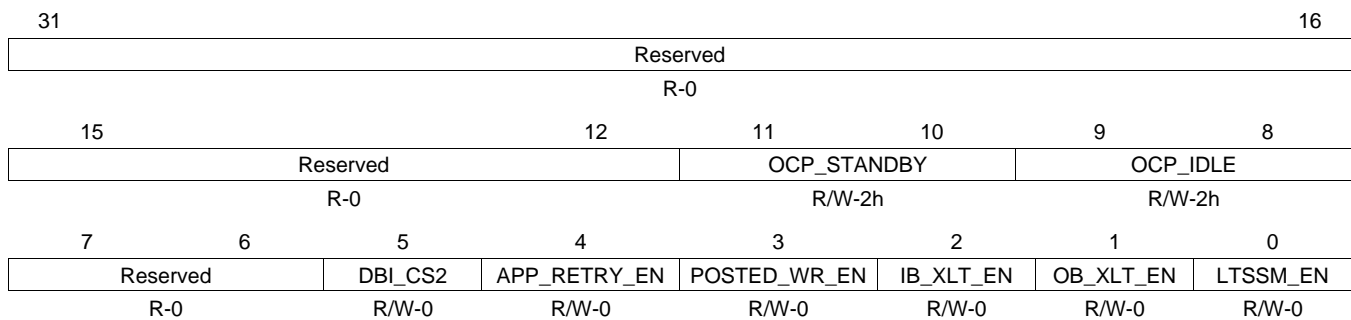 31 16
Reserved
R-0
15 12 11 10 9 8
Reserved OCP_STANDBY OCP_IDLE
R-0 R/W-2h R/W-2h
7 6 5 4 3 2 1 0
Reserved DBI_CS2 APP_RETRY_EN POSTED_WR_EN IB_XLT_EN OB_XLT_EN LTSSM_EN
R-0 R/W-0 R/W-0 R/W-0 R/W-0 R/W-0 R/W-0